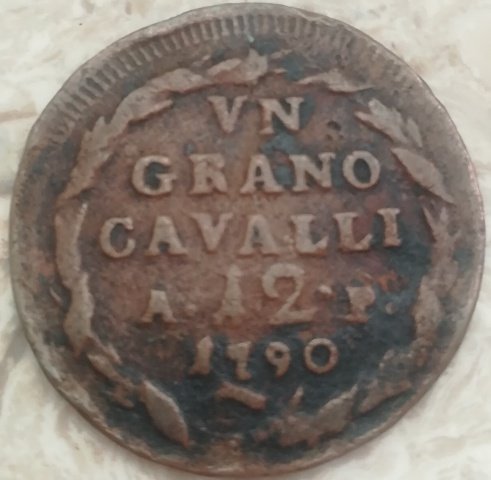 VN
GRANO
CAVALLI
A · 12 · P.
1790